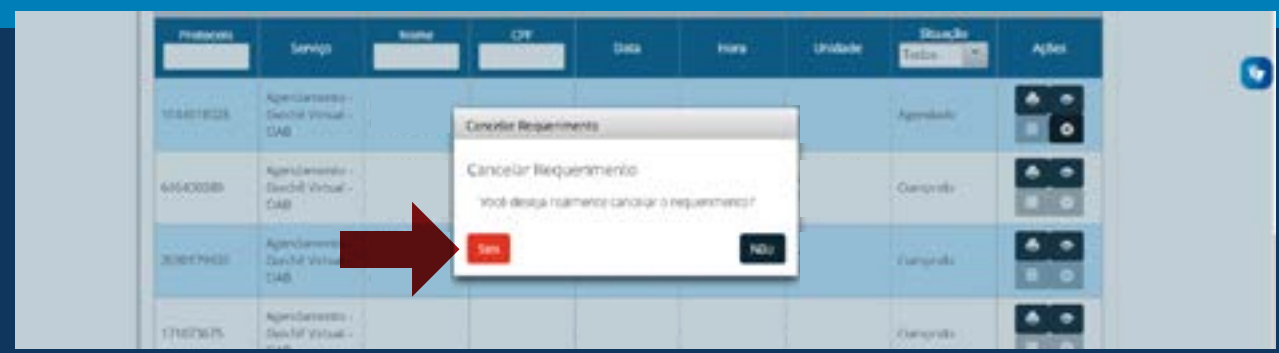 Protocolo Serviço Nome CPF Data Hora Unidade Situação Ações
Todos
Agendamento -
Guichê Virtual -
OAB
Agendado
Cancelar Requerimento
Cancelar Requerimento
Você deseja realmente cancelar o requerimento?
Sim Não
Agendamento -
Guichê Virtual -
OAB
Cumprido
Agendamento -
Guichê Virtual -
OAB
Cumprido
Agendamento -
Guichê Virtual -
Cumprido